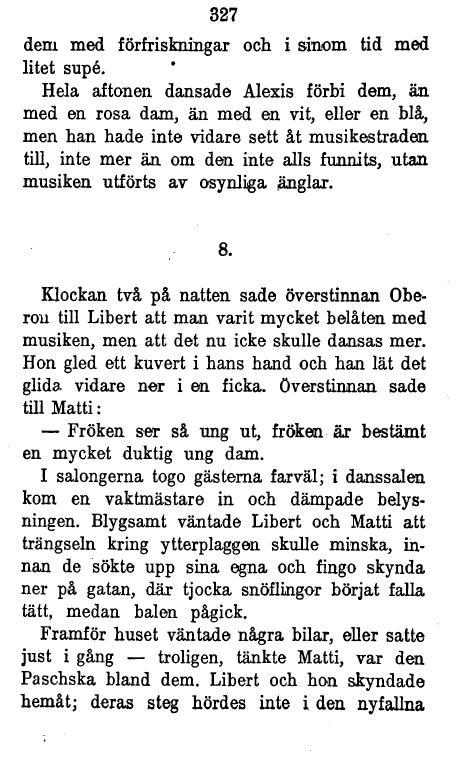 327
dem med förfriskningar och i sinom tid med
litet supé.
Hela aftonen dansade Alexis förbi dem, än
med en rosa dam, än med en vit, eller en blå,
men han hade inte vidare sett åt musikestraden
till, inte mer än om den inte alls funnits, utan
musiken utförts av osynliga änglar.
8.
Klockan två på natten sade överstinnan Obe-
ron till Libert att man varit mycket belåten med
musiken, men att det nu icke skulle dansas mer.
Hon gled ett kuvert i hans hand och han lät det
glida vidare ner i en ficka. Överstinnan sade
till Matti:
— Fröken ser så ung ut, fröken är bestämt
en mycket duktig ung dam.
I salongerna togo gästerna farväl; i danssalen
kom en vaktmästare in och dämpade belys-
ningen. Blygsamt väntade Libert och Matti att
trängseln kring ytterplaggen skulle minska, in-
nan de sökte upp sina egna och fingo skynda
ner på gatan, där tjocka snöflingor börjat falla
tätt, medan balen pågick.
Framför huset väntade några bilar, eller satte
just i gång — troligen, tänkte Matti, var den
Paschska bland dem. Libert och hon skyndade
hemåt; deras steg hördes inte i den nyfallna